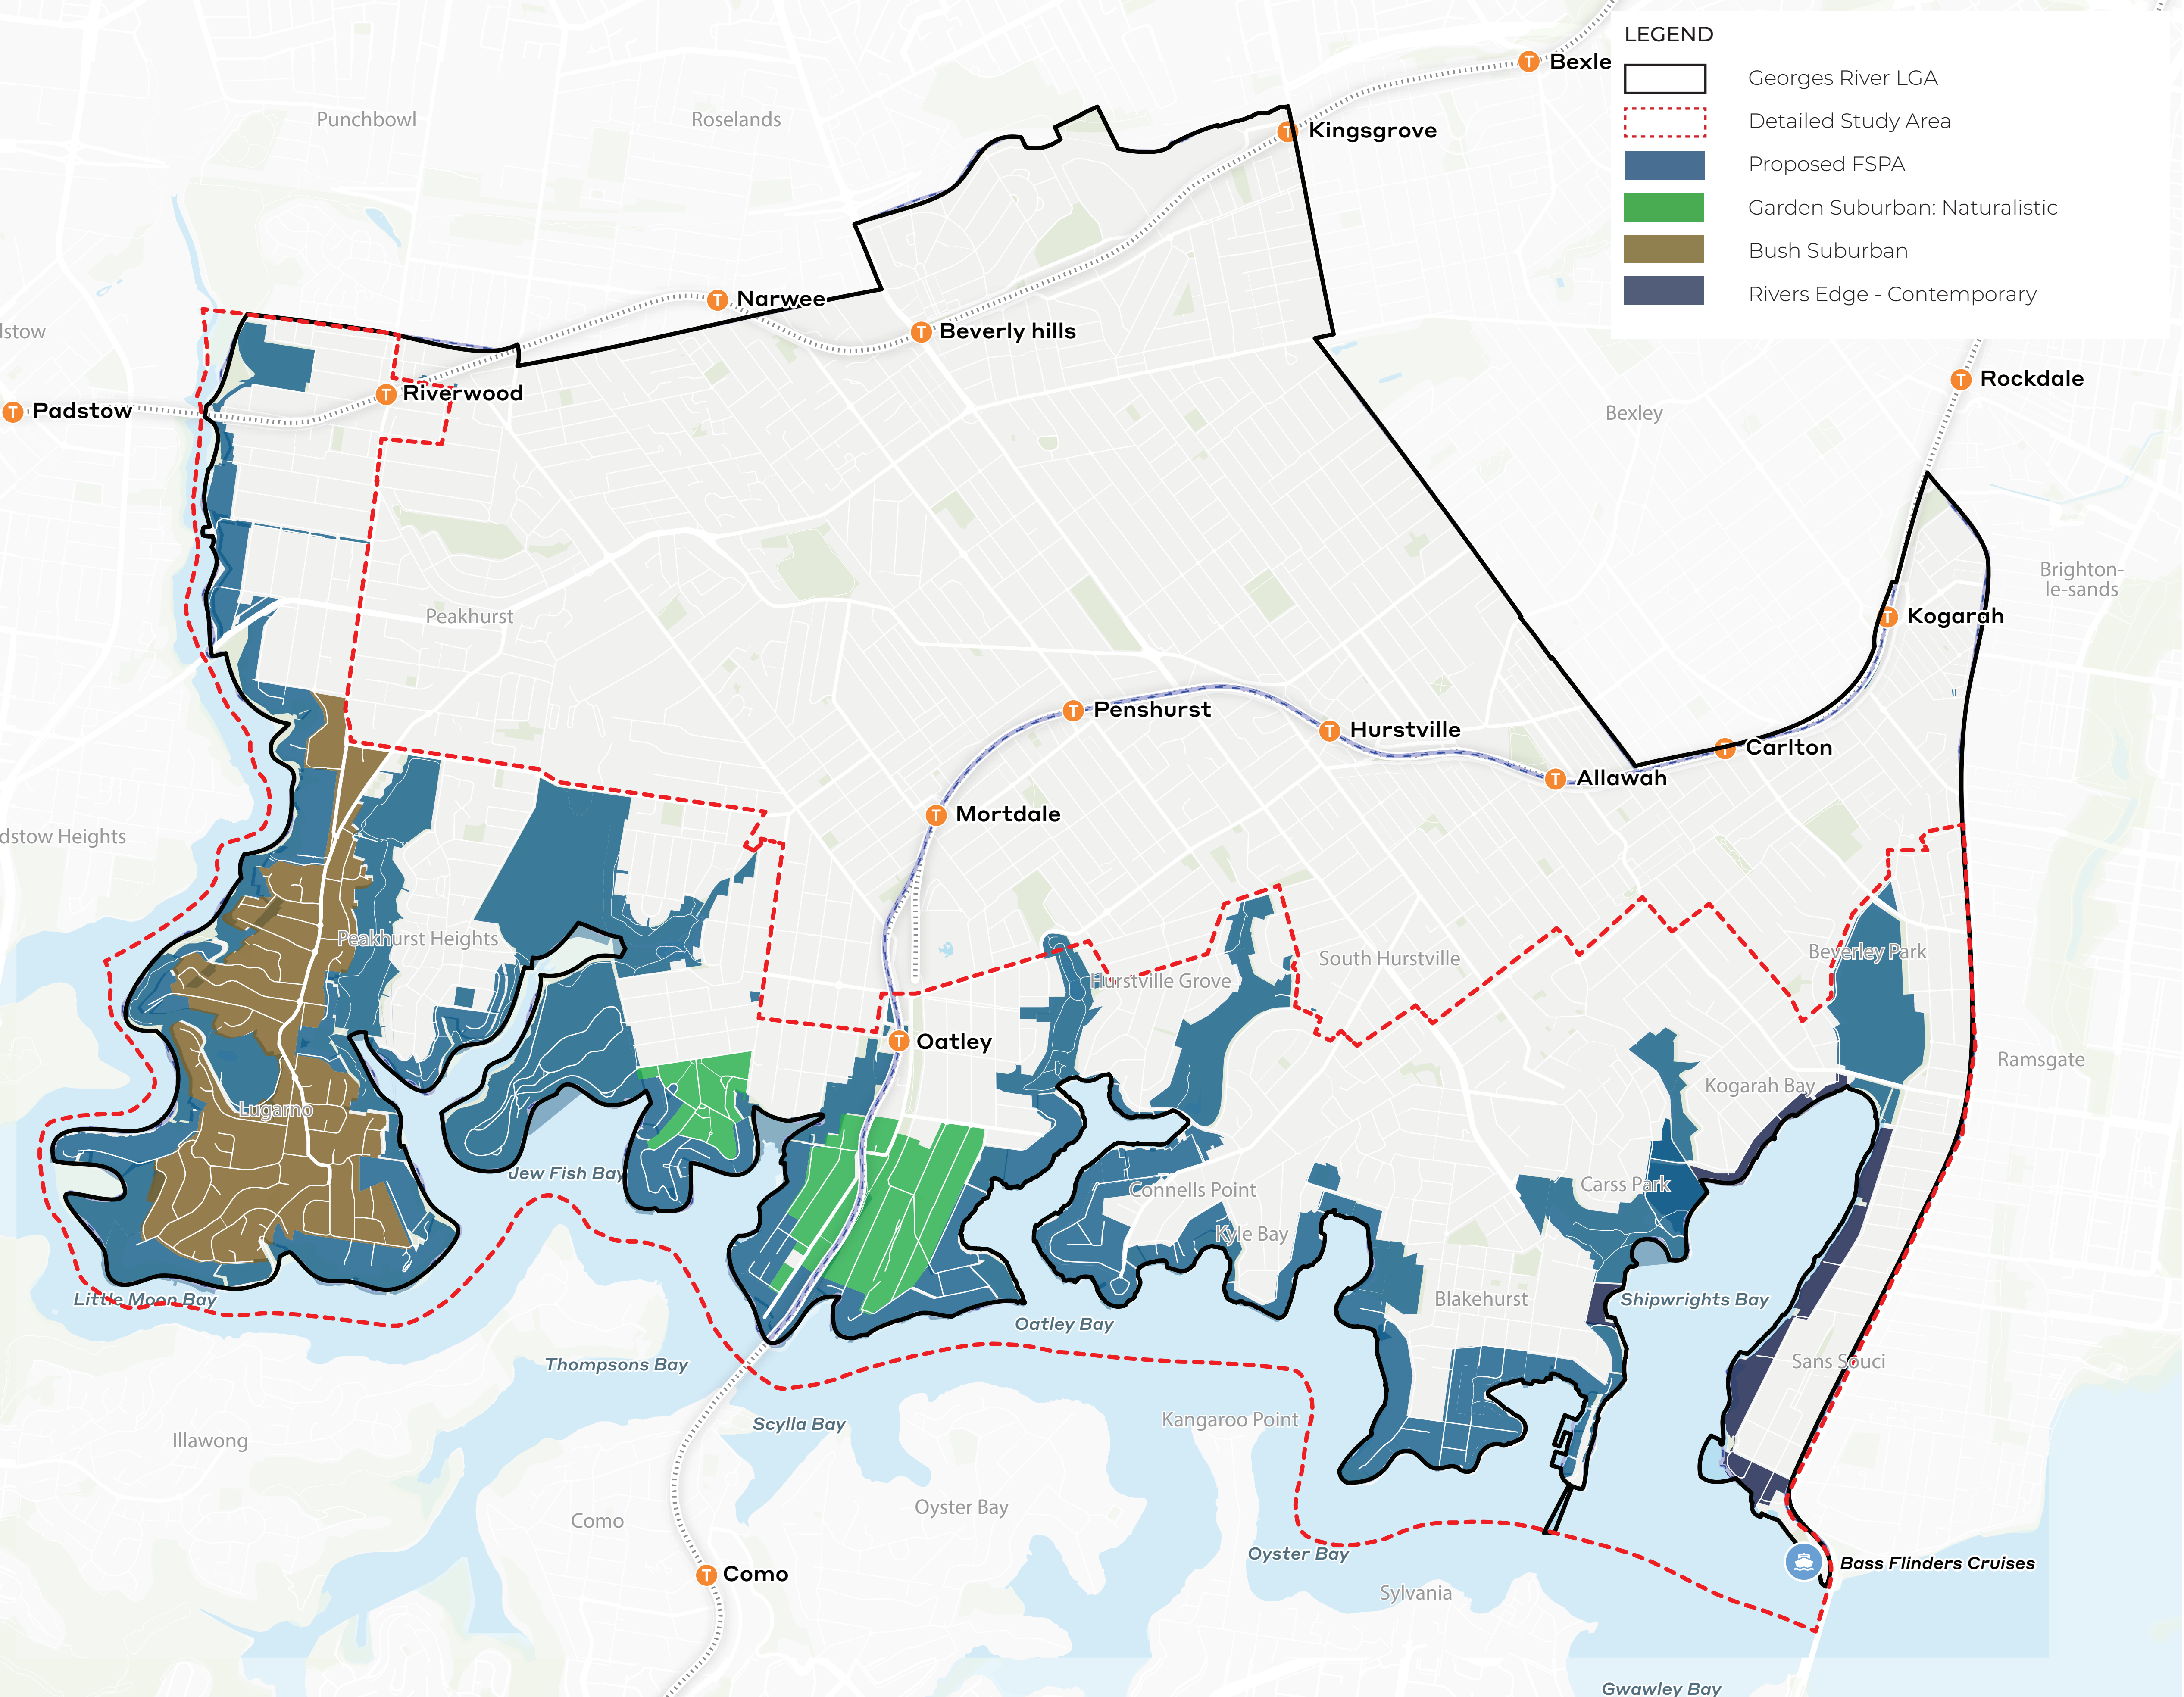 LEGEND
Georges River LGA
Detailed Study Area
Proposed FSPA
Garden Suburban: Naturalistic
Bush Suburban
Rivers Edge - Contemporary
T Bexle
Punchbowl
Roselands
T Kingsgrove
T Narwee
T Beverly hills
dstow
T Riverwood
T Rockdale
T Padstow
Bexley
Brighton-
le-sands
Peakhurst
T Kogarah
T Penshurst
T Hurstville
T Carlton
T Allawah
T Mortdale
dstow Heights
Peakhurst Heights
Beverley Park
South Hurstville
Hurstville Grove
T Oatley
Ramsgate
Kogarah Bay
Lugarno
Jew Fish Bay
Carss Park
Connells Point
Kyle Bay
Little Moon Bay
Blakehurst
Shipwrights Bay
Oatley Bay
Thompsons Bay
Sans Souci
Scylla Bay
Kangaroo Point
Illawong
Oyster Bay
Como
Oyster Bay
Bass Flinders Cruises
T Como
Sylvania
Gwawley Bay